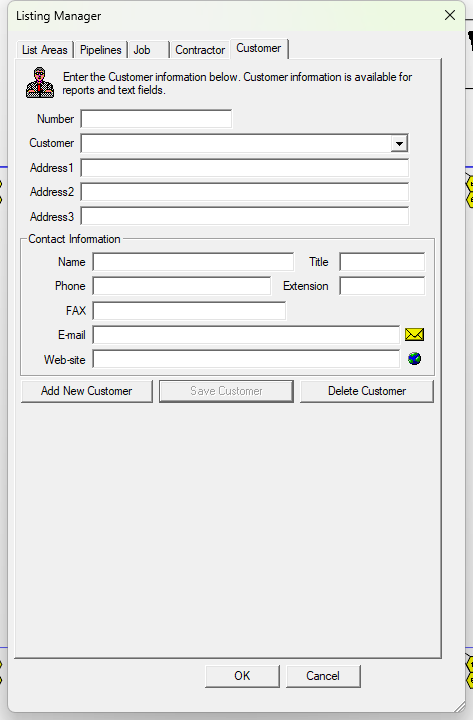 Listing Manager
List Areas
Pipelines
Job
Contractor
Customer
Enter the Customer information below. Customer information is available for
reports and text fields.
Number
Customer
Address1
Address2
Address3
Contact Information
Name
Title
Phone
Extension
FAX
E-mail
Web-site
Add New Customer
Save Customer
Delete Customer
OK
Cancel